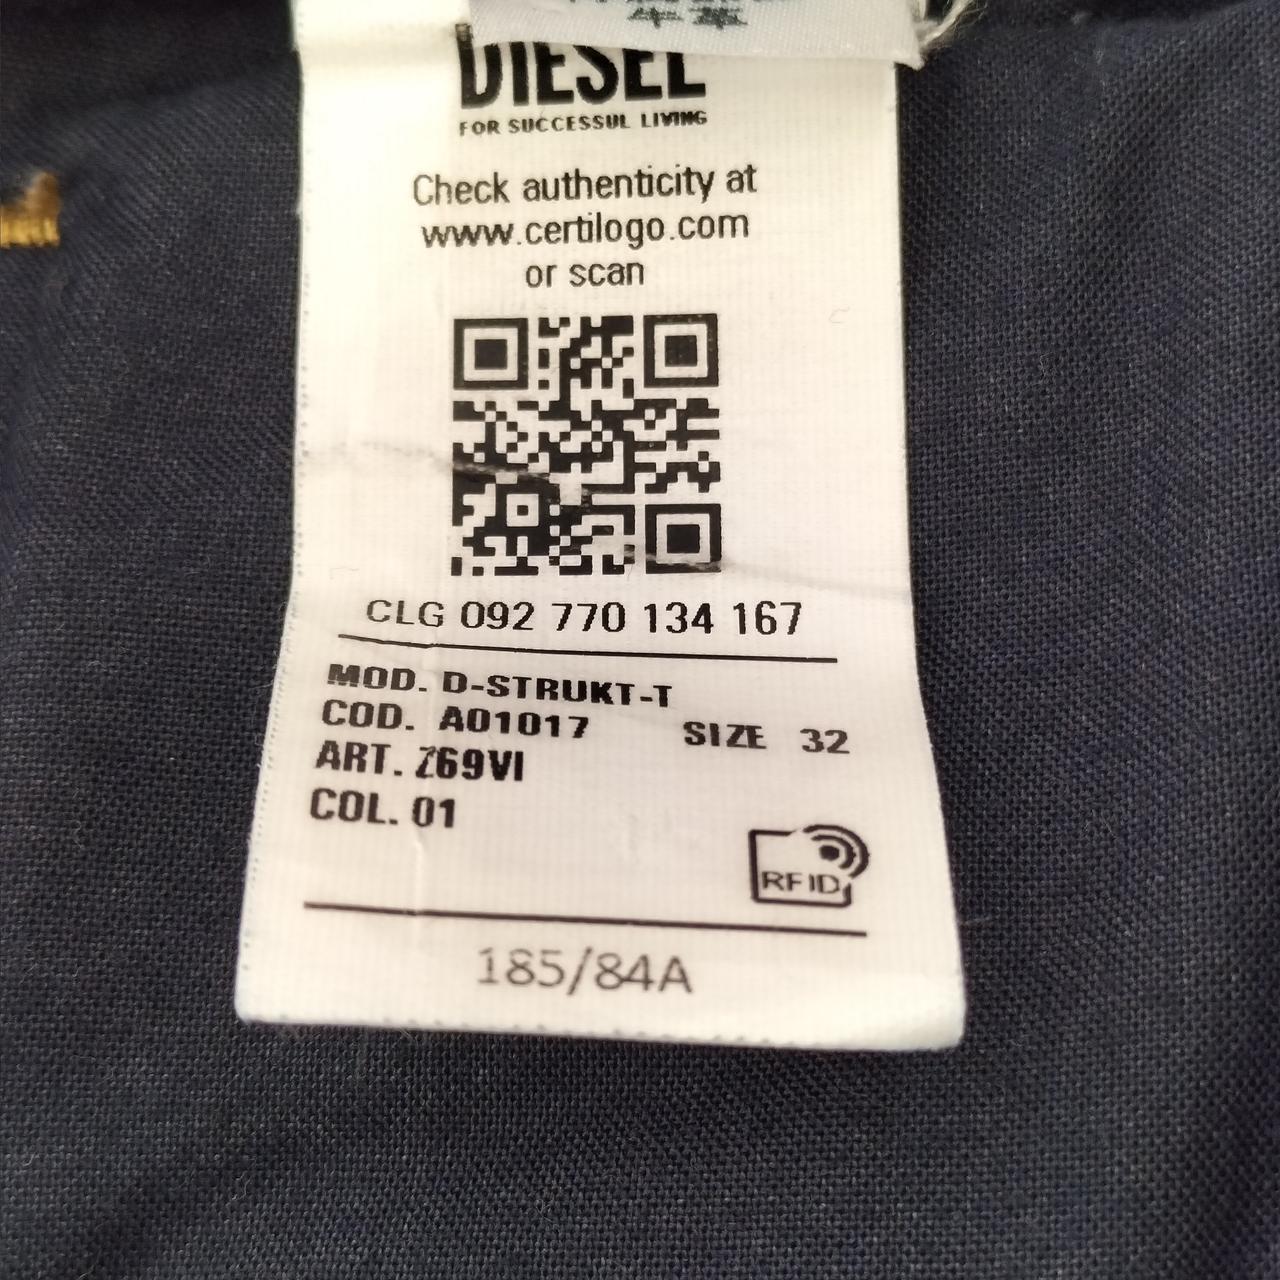 DIESEL
FOR SUCCESSUL LIVING
Check authenticity at
www.certilogo.com
or scan
CLG 092 770 134 167
MOD. D-STRUKT-T
COD. A01017 SIZE 32
ART. Z69VI
COL. 01
RFID
185/84A